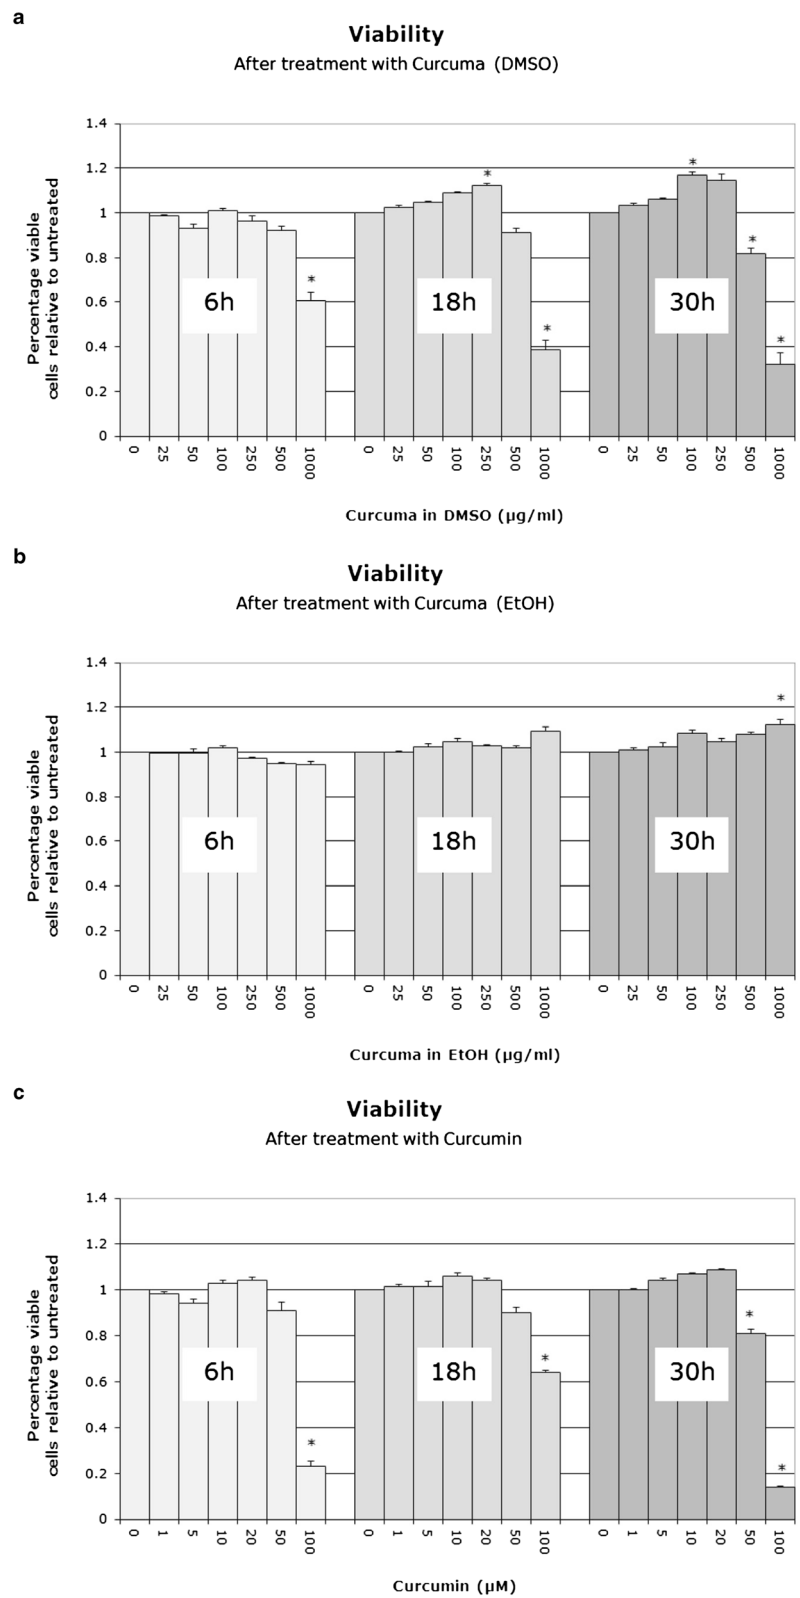 a
Viability
After treatment with Curcuma (DMSO)
Percentage viable
cells relative to untreated
1.4
1.2
1
0.8
0.6
0.4
0.2
0
*
*
*
*
*
*
6h
18h
30h
0 25 50 100 250 500 1000 0 25 50 100 250 500 1000 0 25 50 100 250 500 1000
Curcuma in DMSO (µg/ml)
b
Viability
After treatment with Curcuma (EtOH)
Percentage viable
cells relative to untreated
1.4
1.2
1
0.8
0.6
0.4
0.2
0
*
6h
18h
30h
0 25 50 100 250 500 1000 0 25 50 100 250 500 1000 0 25 50 100 250 500 1000
Curcuma in EtOH (µg/ml)
c
Viability
After treatment with Curcumin
Percentage viable
cells relative to untreated
1.4
1.2
1
0.8
0.6
0.4
0.2
0
*
*
*
*
6h
18h
30h
0 1 5 10 20 50 100 0 1 5 10 20 50 100 0 1 5 10 20 50 100
Curcumin (µM)